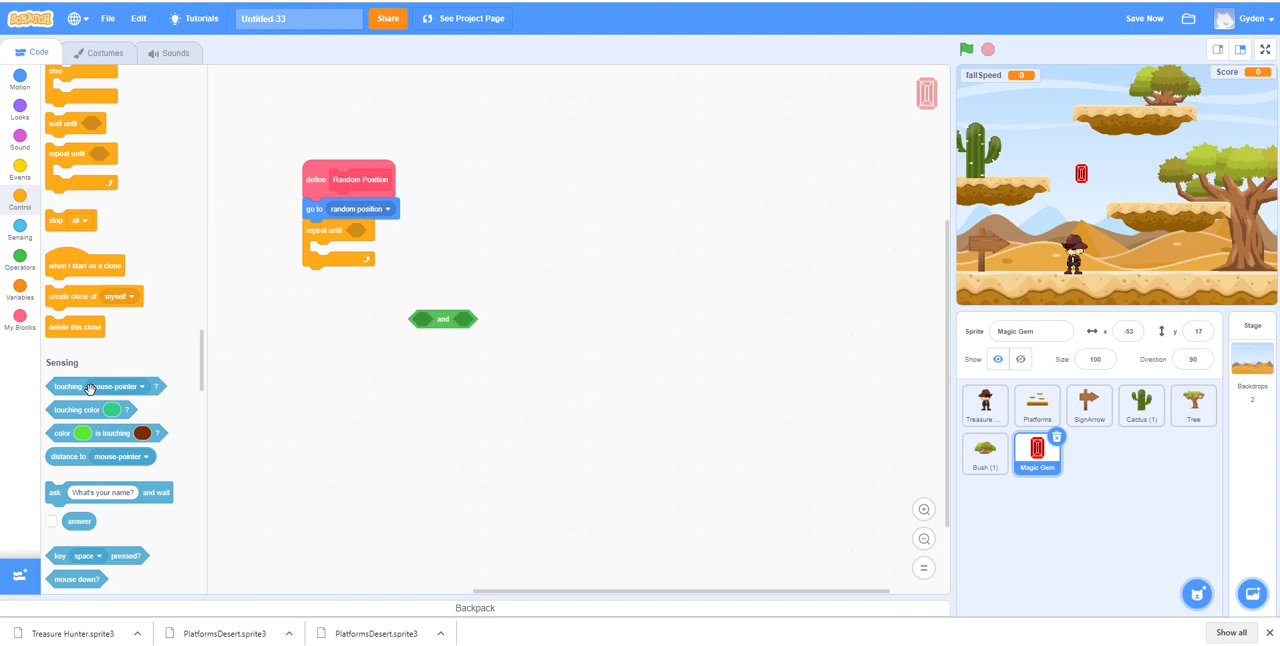 SCRATCH File Edit Tutorials Untitled-33 Share See Project Page Save Now Gyden
Code Costumes Sounds
Motion
Looks
Sound
Events
Control
Sensing
Operators
Variables
My Blocks
else
wait until
repeat until
stop all
when I start as a clone
create clone of myself
delete this clone
Sensing
touching mouse-pointer ?
touching color ?
color is touching ?
distance to mouse-pointer
ask What's your name? and wait
answer
key space pressed?
mouse down?
define Random Position
go to random position
repeat until
and
fallSpeed 0
Score 0
Sprite Magic Gem x -53 y 17
Show Size 100 Direction 90
Treasure ... Platforms SignArrow Cactus (1) Tree
Bush (1) Magic Gem
Stage
Backdrops
2
Backpack
Treasure Hunter.sprite3 PlatformsDesert.sprite3 PlatformsDesert.sprite3 Show all